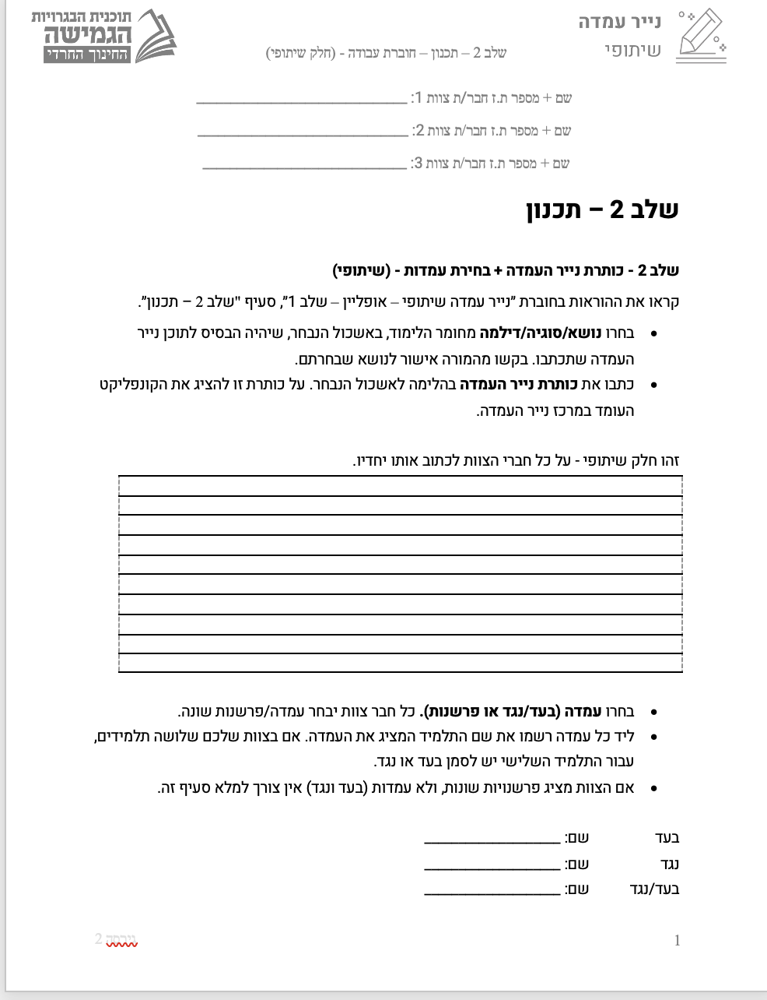 נייר עמדה
שיתופי
שלב 2 – תכנון – חוברת עבודה - (חלק שיתופי)
תוכנית הבגרויות
הגמישה
החינוך החרדי
שם + מספר ת.ז חבר/ת צוות 1: ____________________
שם + מספר ת.ז חבר/ת צוות 2: ____________________
שם + מספר ת.ז חבר/ת צוות 3: ____________________
שלב 2 – תכנון
שלב 2 - כותרת נייר העמדה + בחירת עמדות - (שיתופי)
קראו את ההוראות בחוברת "נייר עמדה שיתופי – אופליין – שלב 1", סעיף "שלב 2 – תכנון".
• בחרו נושא/סוגיה/דילמה מחומר הלימוד, באשכול הנבחר, שיהיה הבסיס לתוכן נייר
העמדה שתכתבו. בקשו מהמורה אישור לנושא שבחרתם.
• כתבו את כותרת נייר העמדה בהלימה לאשכול הנבחר. על כותרת זו להציג את הקונפליקט
העומד במרכז נייר העמדה.
זהו חלק שיתופי - על כל חברי הצוות לכתוב אותו יחדיו.
• בחרו עמדה (בעד/נגד או פרשנות). כל חבר צוות יבחר עמדה/פרשנות שונה.
• ליד כל עמדה רשמו את שם התלמיד המציג את העמדה. אם בצוות שלכם שלושה תלמידים,
עבור התלמיד השלישי יש לסמן בעד או נגד.
• אם הצוות מציג פרשנויות שונות, ולא עמדות (בעד ונגד) אין צורך למלא סעיף זה.
בעד שם: ________________
נגד שם: ________________
בעד/נגד שם: ________________
1
גירסה 2